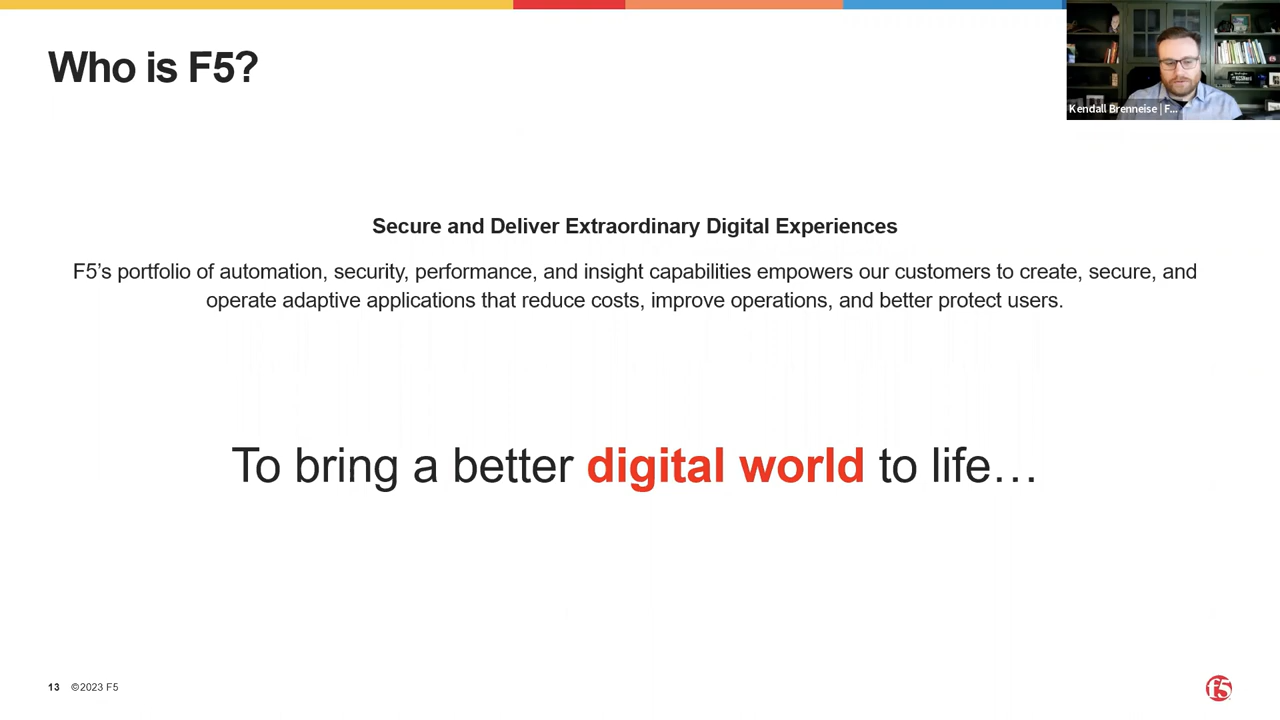 Who is F5?
Kendall Brenneise | F...
Secure and Deliver Extraordinary Digital Experiences
F5’s portfolio of automation, security, performance, and insight capabilities empowers our customers to create, secure, and
operate adaptive applications that reduce costs, improve operations, and better protect users.
To bring a better digital world to life…
13 ©2023 F5
f5